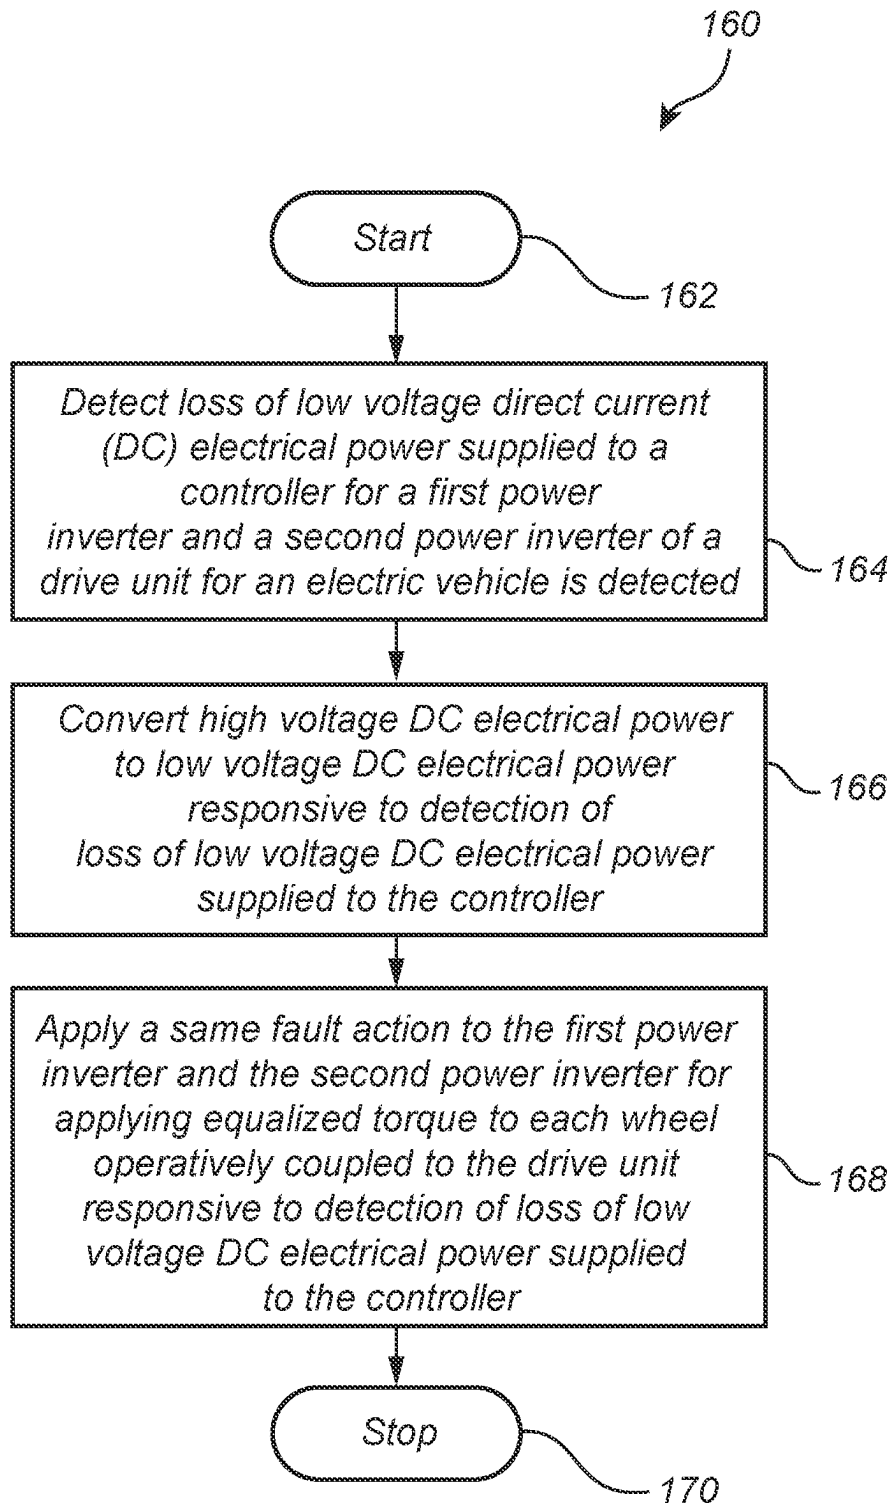 160
Start
162
Detect loss of low voltage direct current
(DC) electrical power supplied to a
controller for a first power
inverter and a second power inverter of a
drive unit for an electric vehicle is detected
164
Convert high voltage DC electrical power
to low voltage DC electrical power
responsive to detection of
loss of low voltage DC electrical power
supplied to the controller
166
Apply a same fault action to the first power
inverter and the second power inverter for
applying equalized torque to each wheel
operatively coupled to the drive unit
responsive to detection of loss of low
voltage DC electrical power supplied
to the controller
168
Stop
170